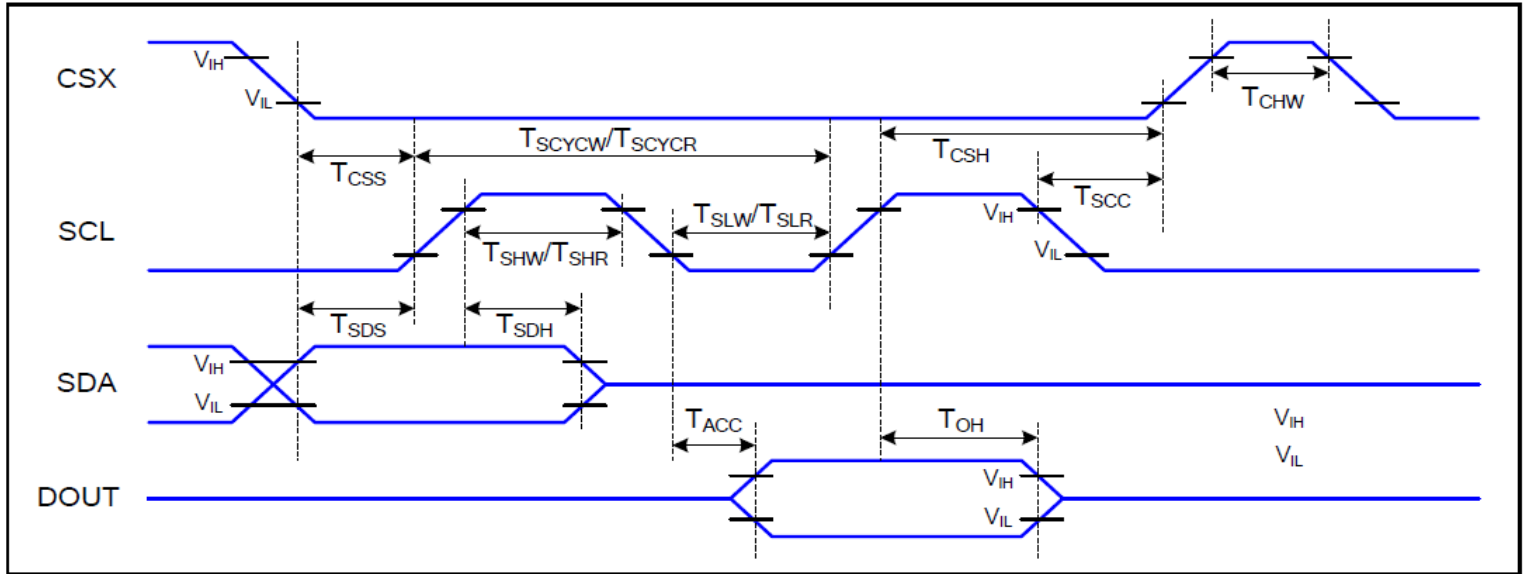 CSX
VIH
VIL
TCHW
TSCYCW/TSCYCR
TCSS
TCSH
TSCC
SCL
TSLW/TSLR
VIH
VIL
TSHW/TSHR
TSDS
TSDH
SDA
VIH
VIL
TACC
TOH
VIH
VIL
DOUT
VIH
VIL